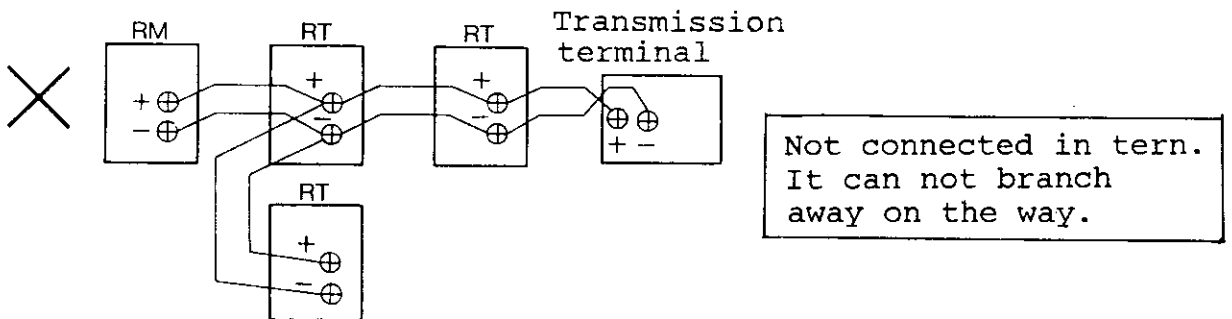 RM
RT
RT
Transmission
terminal
+
−
+
−
+
−
+ −
Not connected in tern.
It can not branch
away on the way.
RT
+
−